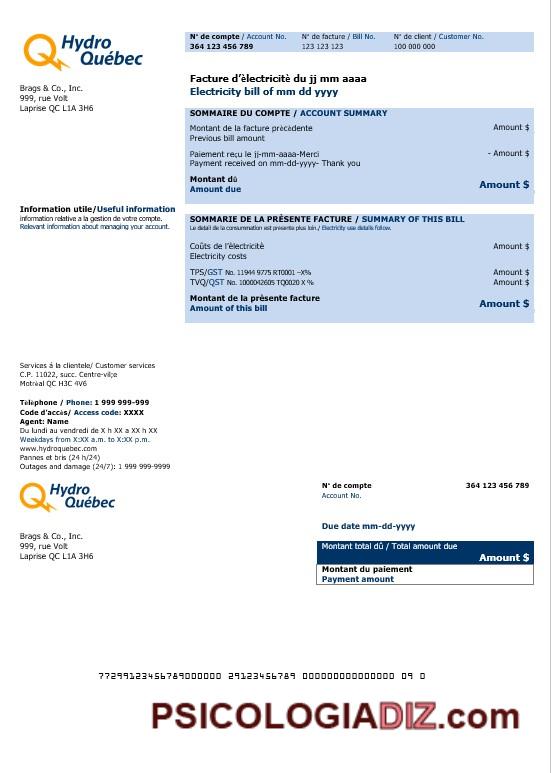 Hydro
Québec
N° de compte / Account No.
364 123 456 789
N° de facture / Bill No.
123 123 123
N° de client / Customer No.
100 000 000
Brags & Co., Inc.
999, rue Volt
Laprise QC L1A 3H6
Facture d'èlectricitè du jj mm aaaa
Electricity bill of mm dd yyyy
SOMMAIRE DU COMPTE / ACCOUNT SUMMARY
Montant de la facture prècèdente Amount $
Previous bill amount
Paiement reçu le jj-mm-aaaa-Merci - Amount $
Payment received on mm-dd-yyyy- Thank you
Montant dû
Amount due Amount $
Information utile/Useful information
information relative a la gestion de votre compte.
Relevant information about managing your account.
SOMMARIE DE LA PRÉSENTE FACTURE / SUMMARY OF THIS BILL
Le detail de la consummation est presente plus loin./ Electricity use details follow.
Coûts de l'èlectricité Amount $
Electricity costs
TPS/GST No. 11944 9775 RT0001 –X% Amount $
TVQ/QST No. 1000042605 TQ0020 X % Amount $
Montant de la prèsente facture
Amount of this bill Amount $
Services á la clientele/ Customer services
C.P. 11022, succ. Centre-ville
Motrèal QC H3C 4V6
Tèlèphone / Phone: 1 999 999-999
Code d'accès/ Access code: XXXX
Agent: Name
Du lundi au vendredi de X h XX a XX h XX
Weekdays from X:XX a.m. to X:XX p.m.
www.hydroquebec.com
Pannes et bris (24 h/24)
Outages and damage (24/7): 1 999 999-9999
Hydro
Québec
N° de compte 364 123 456 789
Account No.
Due date mm-dd-yyyy
Brags & Co., Inc.
999, rue Volt
Laprise QC L1A 3H6
Montant total dû / Total amount due
Amount $
Montant du paiement
Payment amount
77299123456789000000 29123456789 000000000000000 09 0
PSICOLOGIADIZ.com